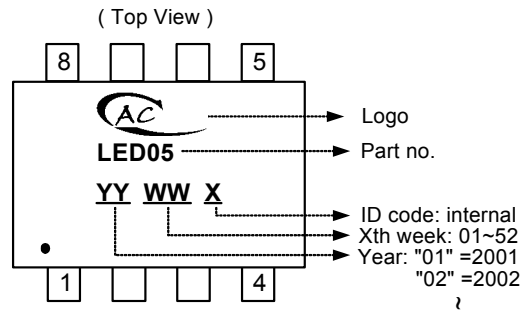 ( Top View )
8 5
AC
Logo
LED05
Part no.
YY WW X
ID code: internal
Xth week: 01~52
Year: "01" =2001
"02" =2002
~
1 4